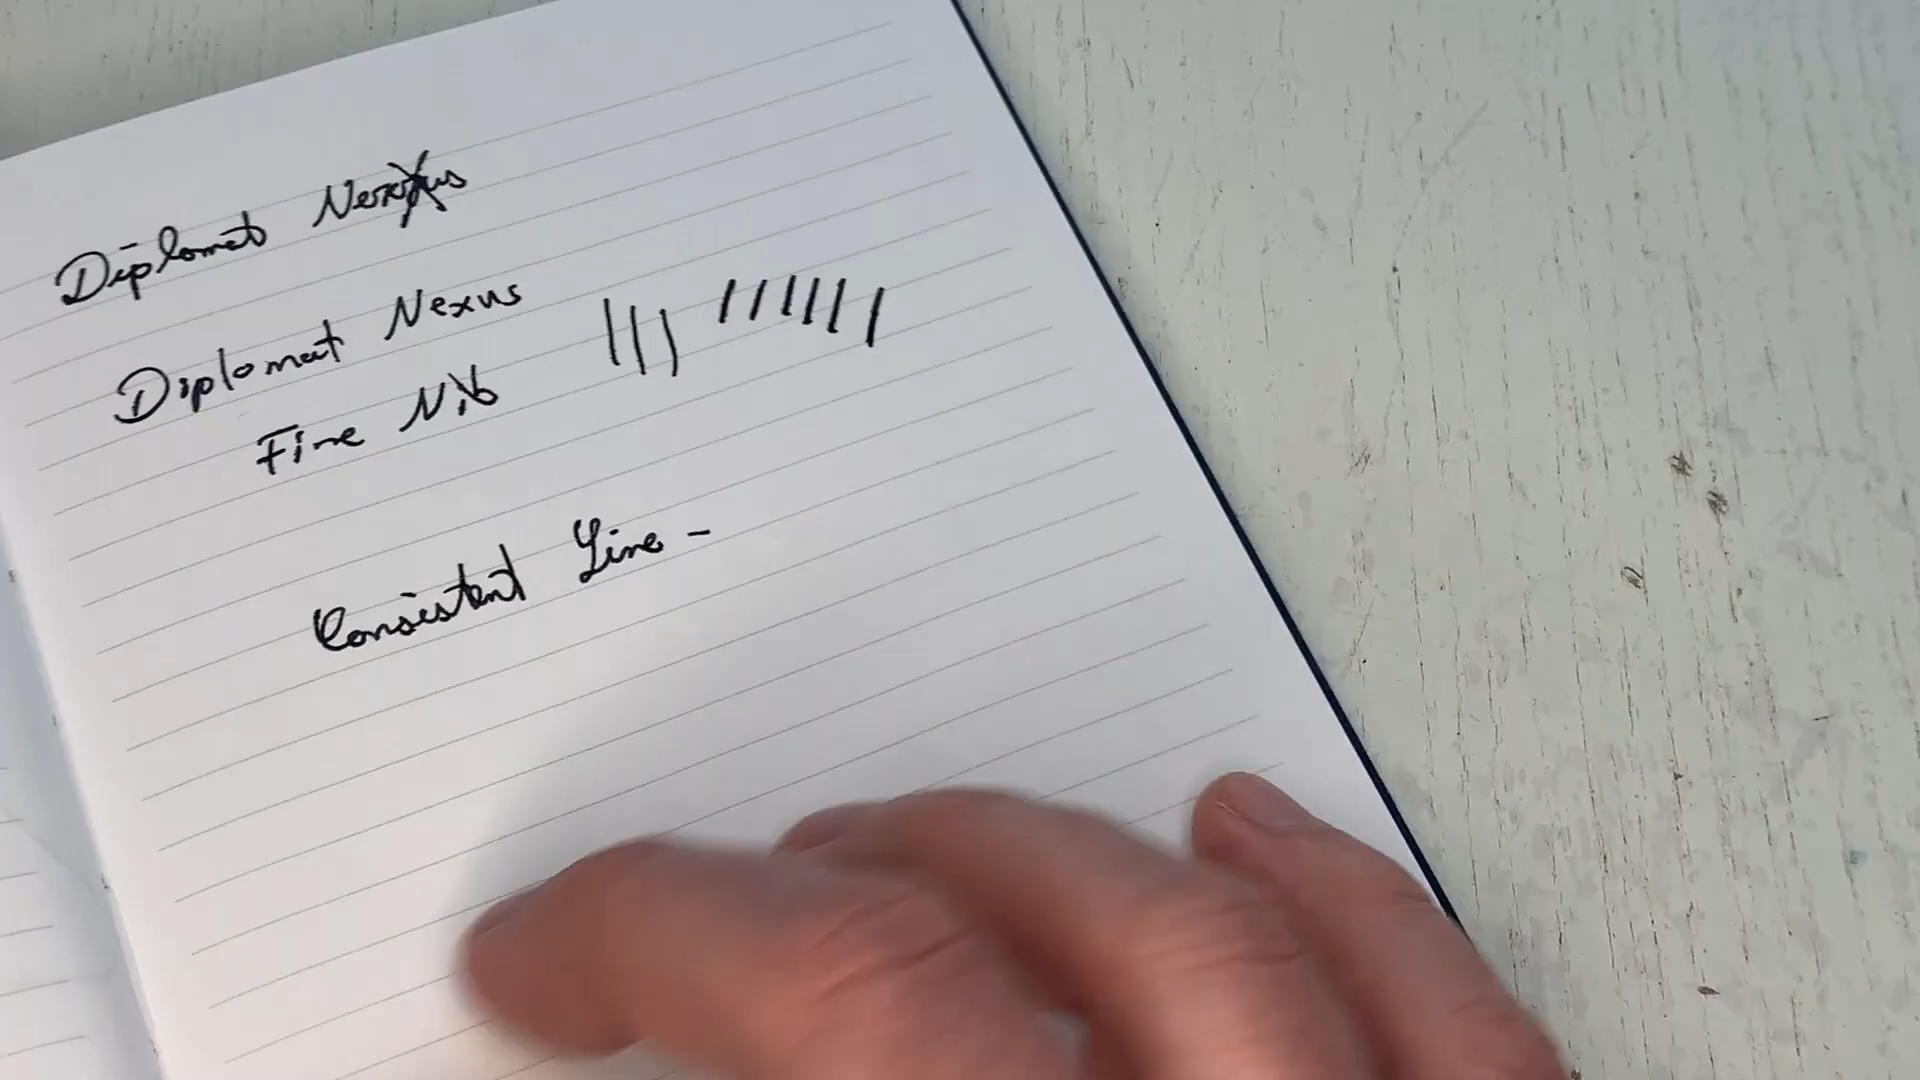 Diplomat
Diplomat Nexus
Fine Nib
Consistent Line -